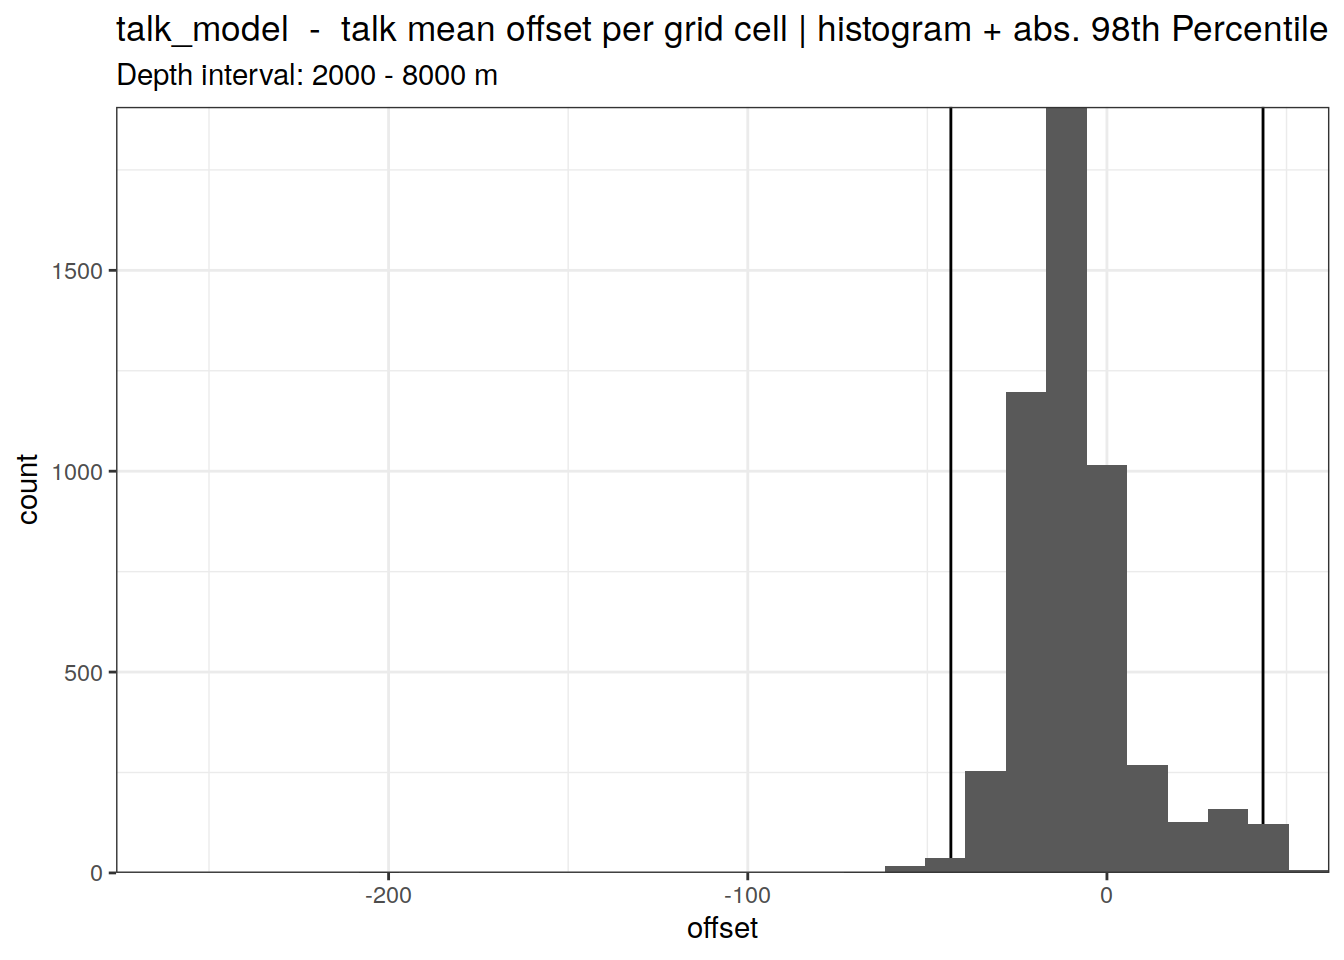 talk_model - talk mean offset per grid cell | histogram + abs. 98th Percentile
Depth interval: 2000 - 8000 m
1500
1000
500
0
count
-200
-100
0
offset